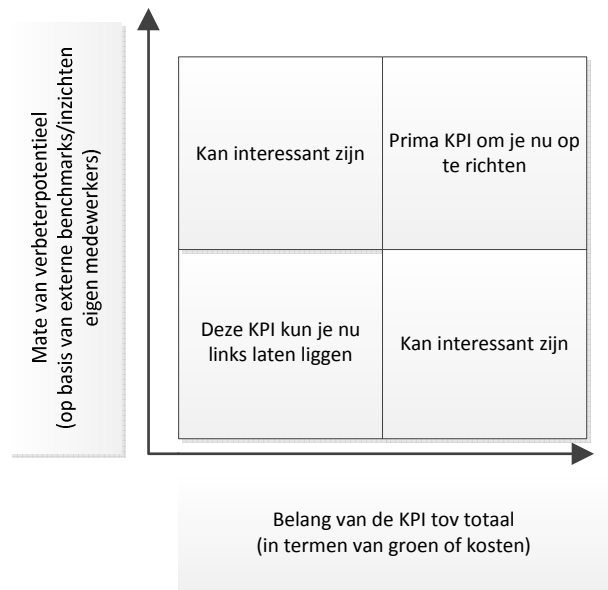 Mate van verbeterpotentieel
(op basis van externe benchmarks/inzichten
eigen medewerkers)
Kan interessant zijn
Prima KPI om je nu op
te richten
Deze KPI kun je nu
links laten liggen
Kan interessant zijn
Belang van de KPI tov totaal
(in termen van groen of kosten)